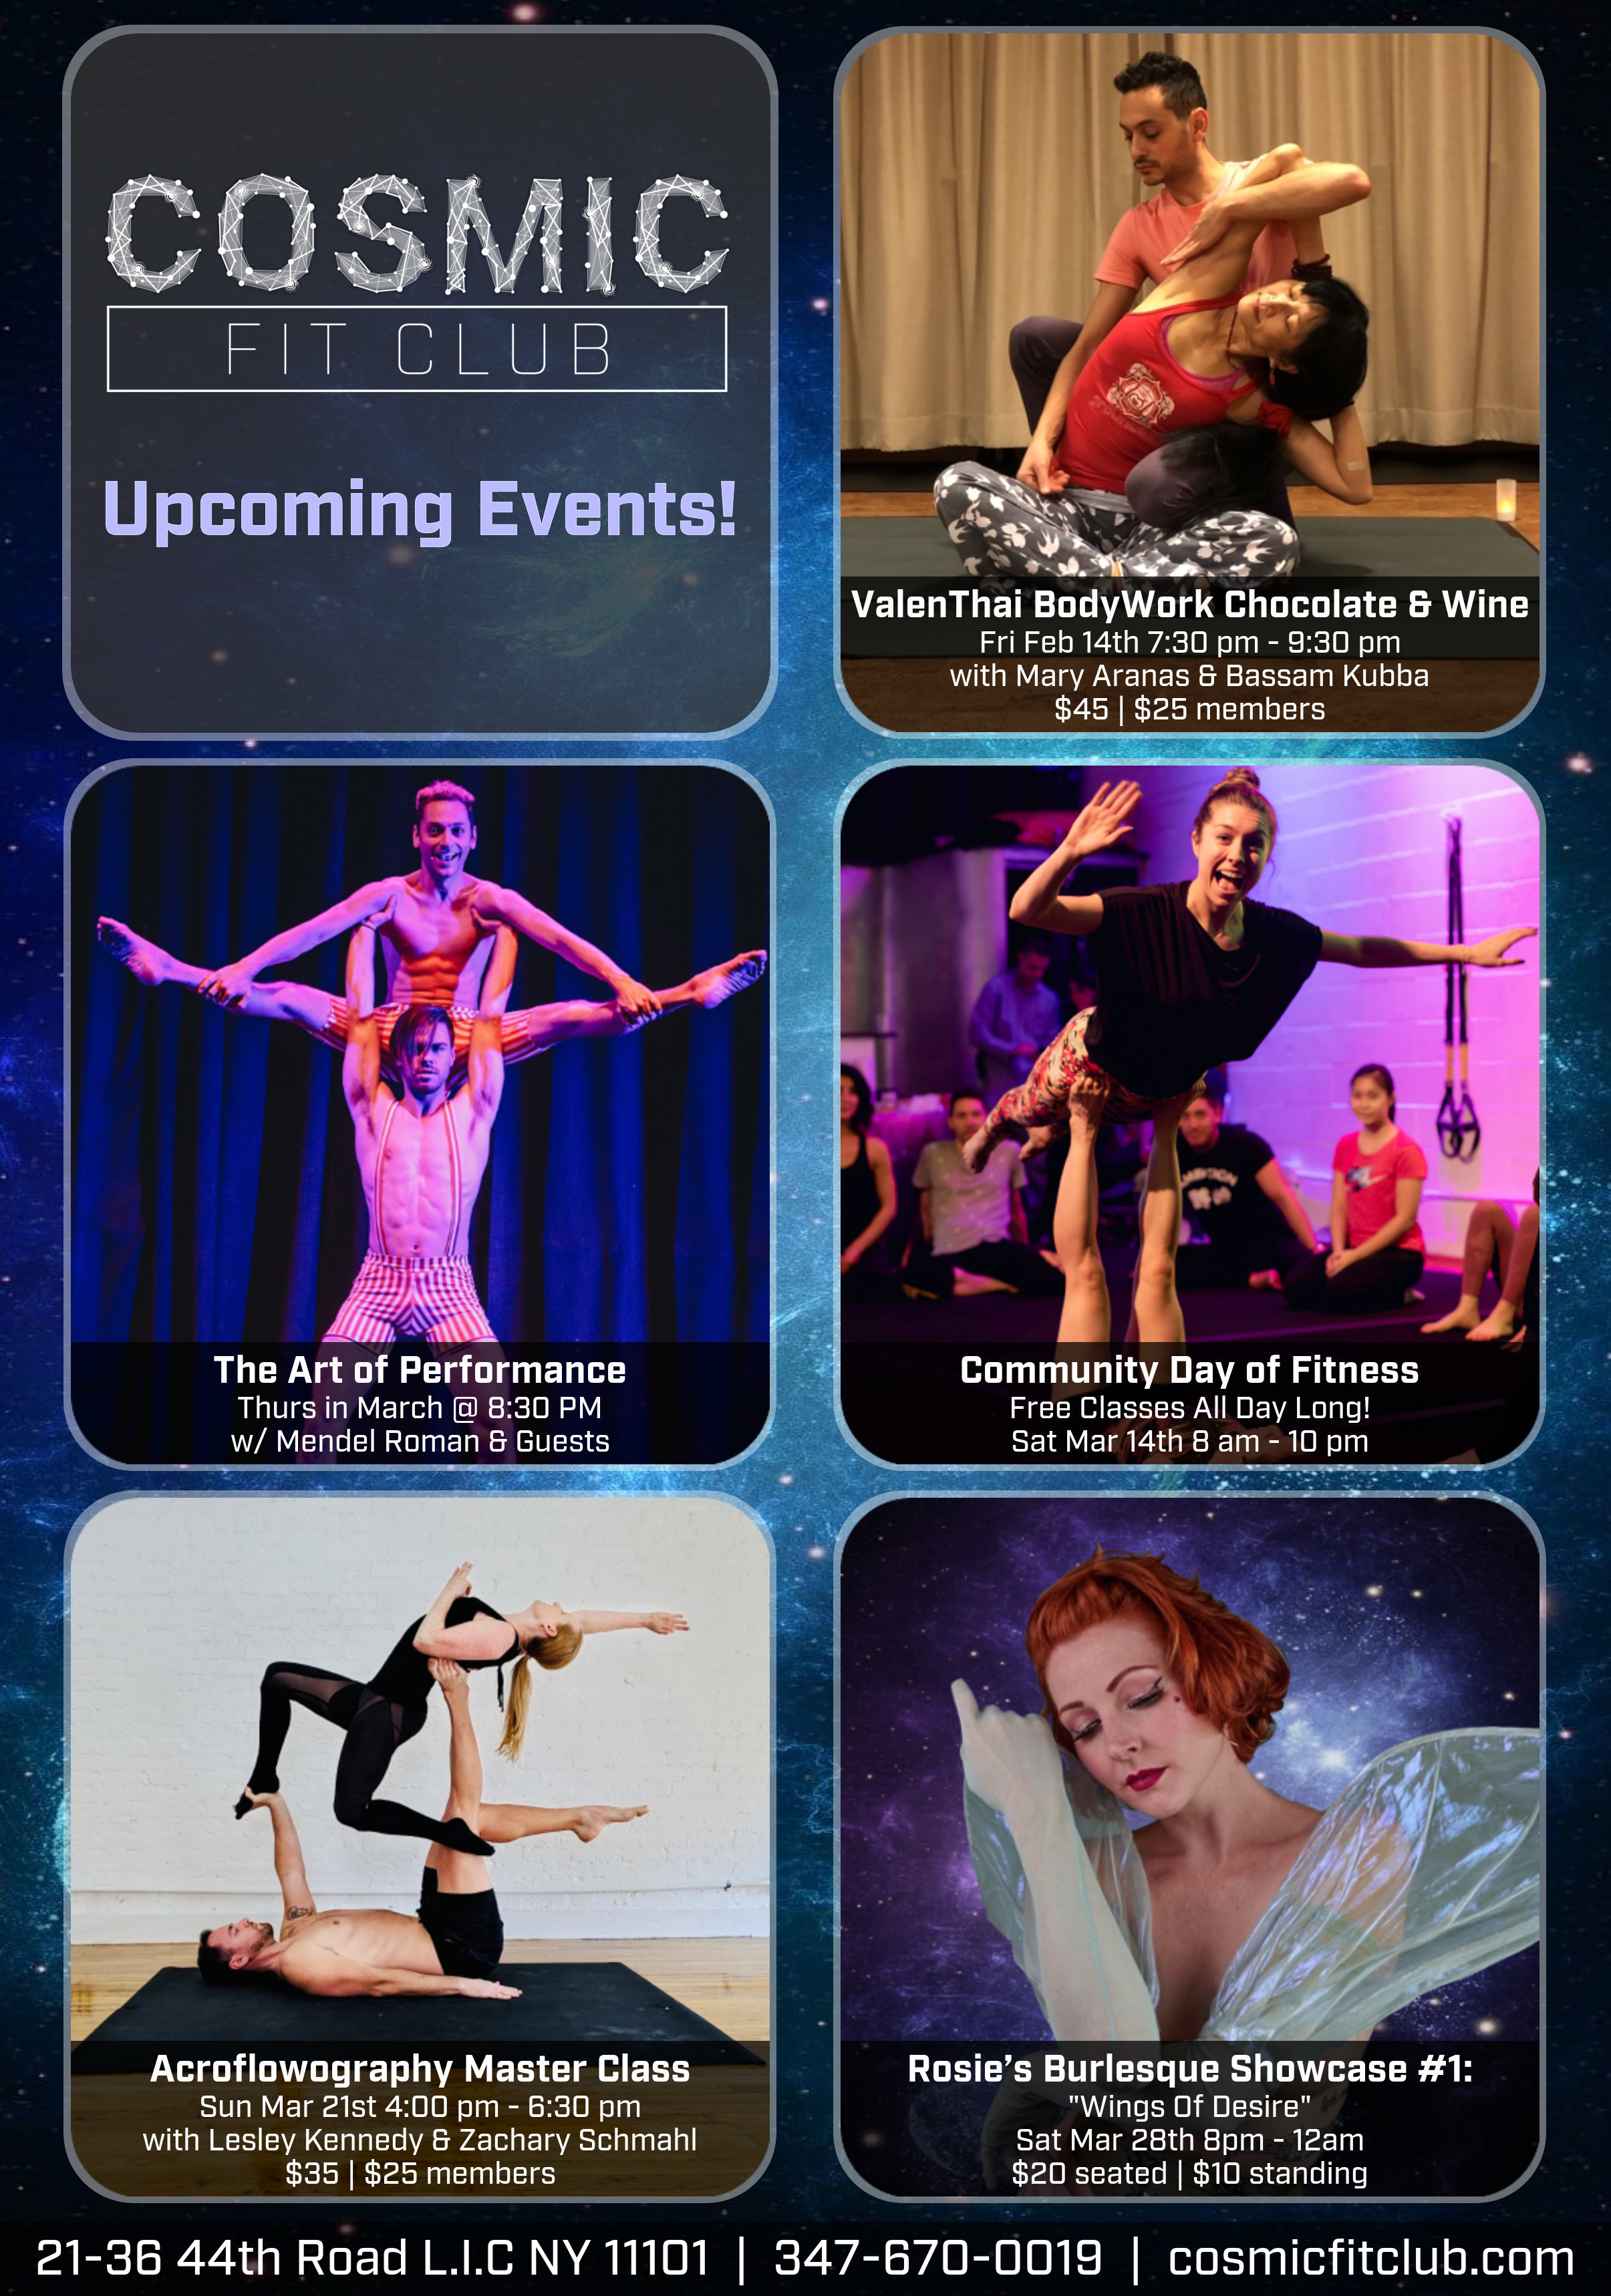 COSMIC
FIT CLUB
Upcoming Events!
ValenThai BodyWork Chocolate & Wine
Fri Feb 14th 7:30 pm - 9:30 pm
with Mary Aranas & Bassam Kubba
$45 | $25 members
The Art of Performance
Thurs in March @ 8:30 PM
w/ Mendel Roman & Guests
Community Day of Fitness
Free Classes All Day Long!
Sat Mar 14th 8 am - 10 pm
Acroflowography Master Class
Sun Mar 21st 4:00 pm - 6:30 pm
with Lesley Kennedy & Zachary Schmahl
$35 | $25 members
Rosie's Burlesque Showcase #1:
"Wings Of Desire"
Sat Mar 28th 8pm - 12am
$20 seated | $10 standing
21-36 44th Road L.I.C NY 11101 | 347-670-0019 | cosmicfitclub.com